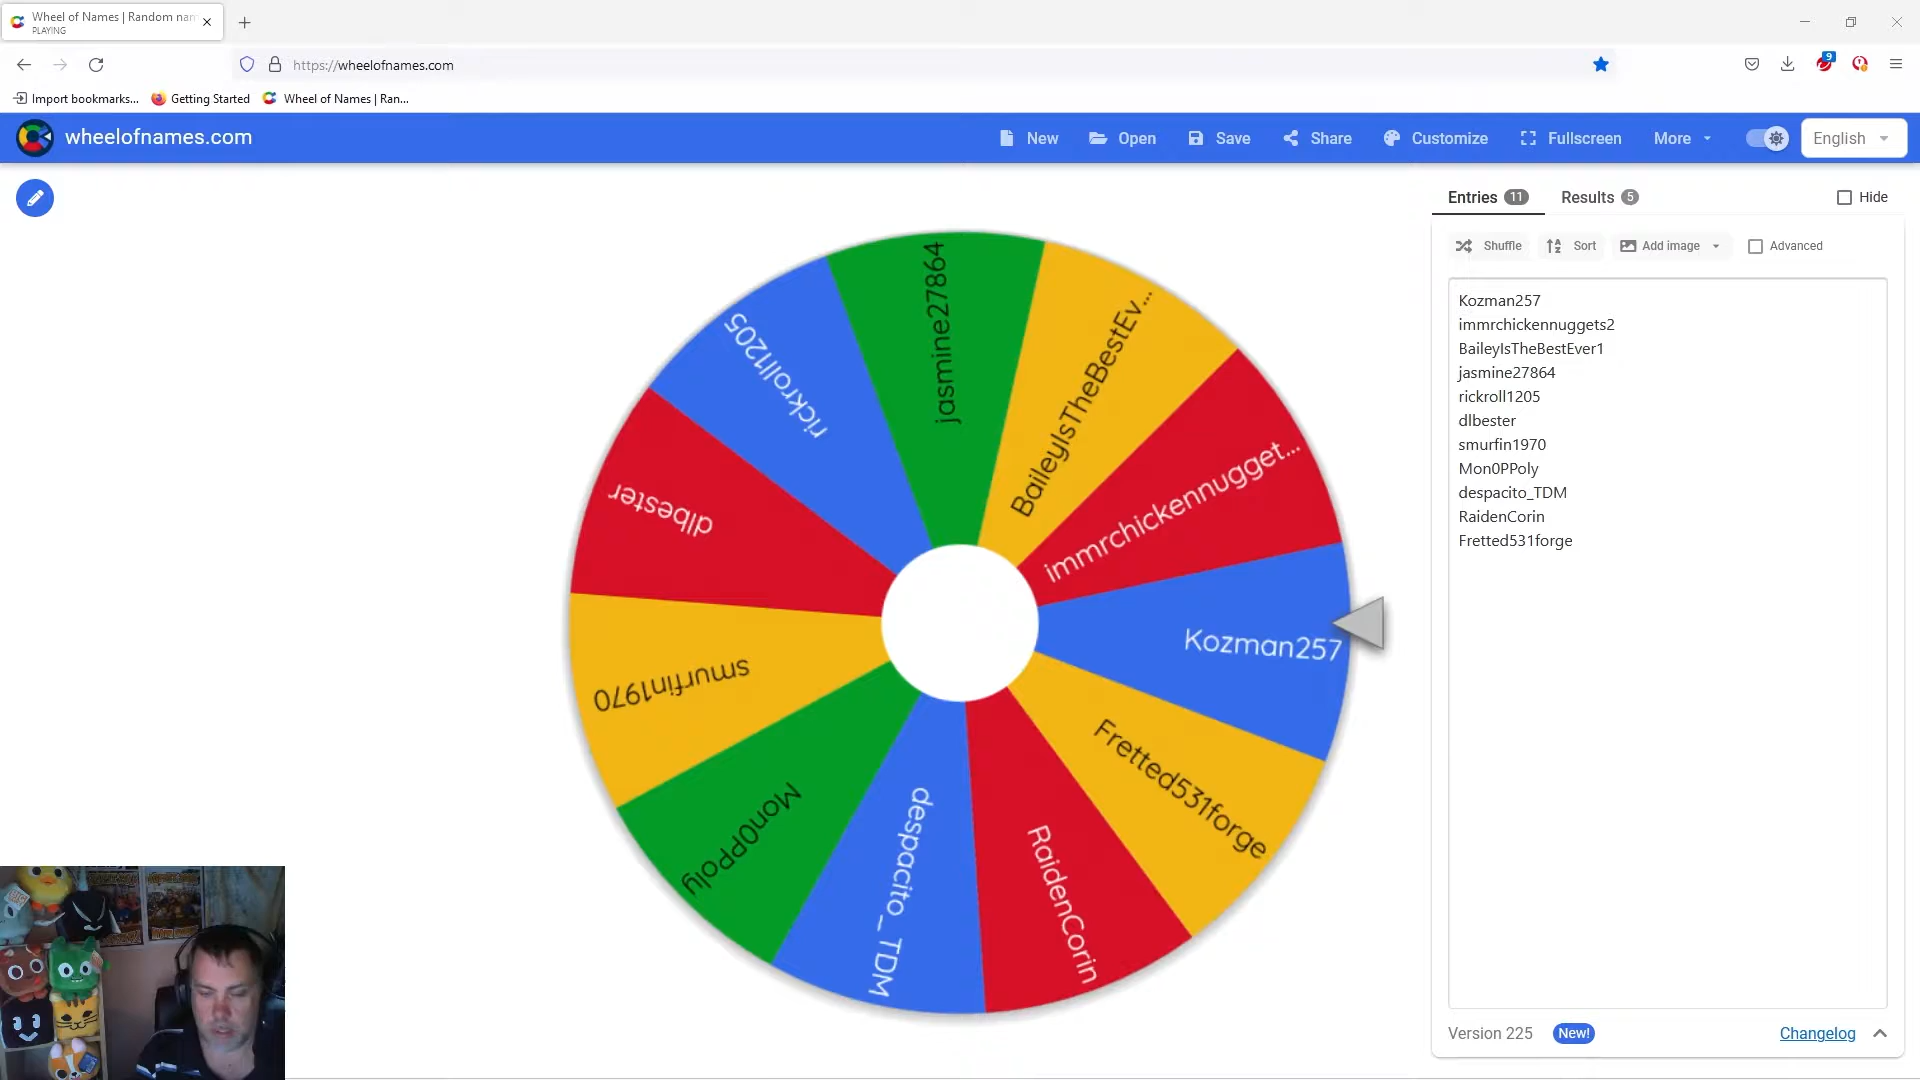 Wheel of Names | Random nam
PLAYING
https://wheelofnames.com
9
Import bookmarks...
Getting Started
Wheel of Names | Ran...
wheelofnames.com
New
Open
Save
Share
Customize
Fullscreen
More
English
Entries 11
Results 5
Hide
Shuffle
Sort
Add image
Advanced
Kozman257
immrchickennuggets2
BaileyIsTheBestEver1
jasmine27864
rickroll1205
dlbester
smurfin1970
Mon0PPoly
despacito_TDM
RaidenCorin
Fretted531forge
jasmine27864
BaileyIsTheBestEv...
immrchickennugget...
Kozman257
Fretted531forge
RaidenCorin
despacito_TDM
Mon0PPoly
smurfin1970
dlbester
rickroll1205
Version 225
New!
Changelog